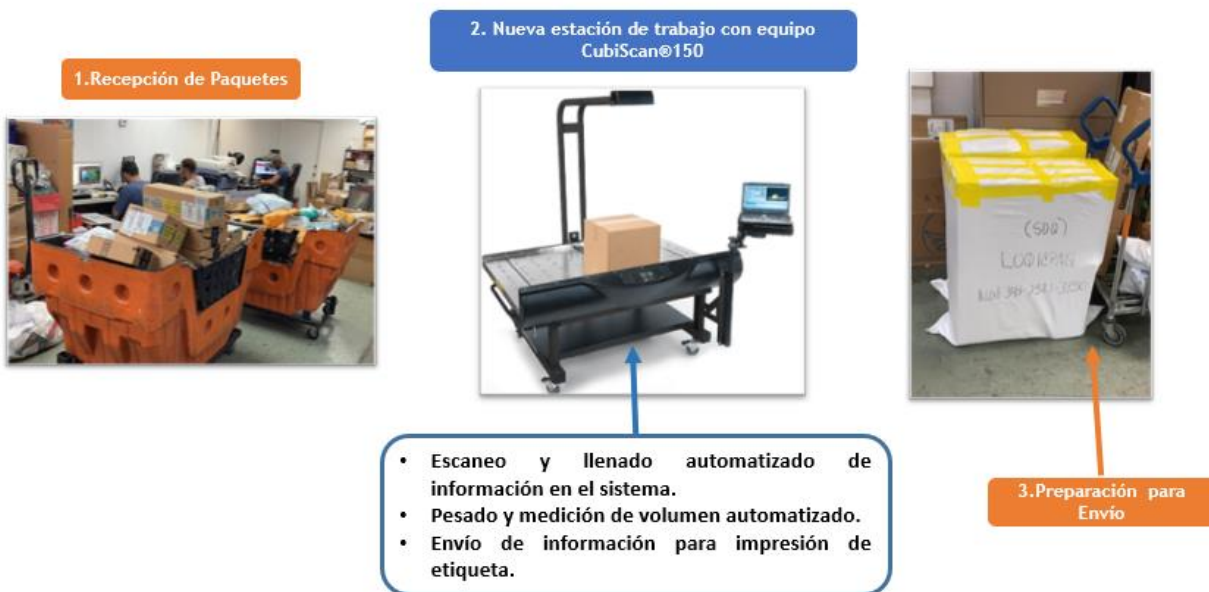 1.Recepción de Paquetes
2. Nueva estación de trabajo con equipo
CubiScan®150
• Escaneo y llenado automatizado de
información en el sistema.
• Pesado y medición de volumen automatizado.
• Envío de información para impresión de
etiqueta.
(SDQ)
3.Preparación para
Envío